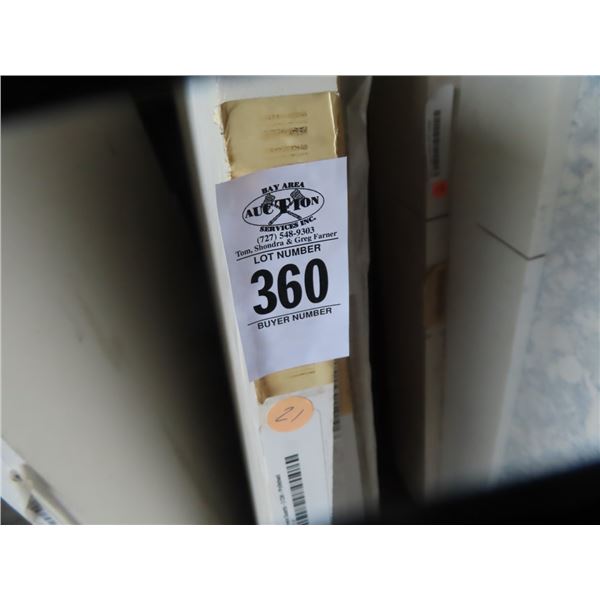 BAY AREA
AUCTION
SERVICES INC.
(727) 548-9303
Tom, Shondra & Greg Farner
LOT NUMBER
360
BUYER NUMBER
21